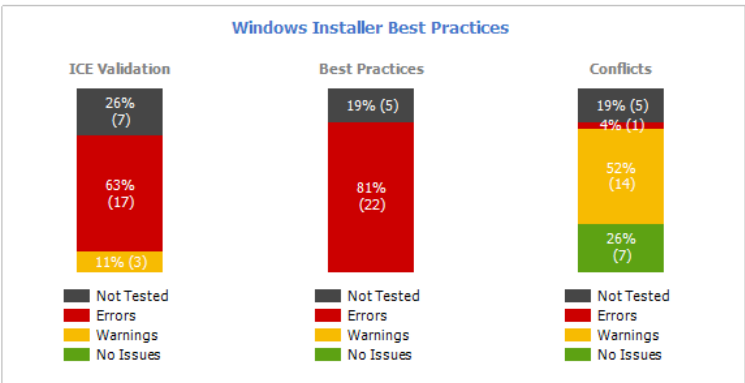 Windows Installer Best Practices
ICE Validation
26%
(7)
63%
(17)
11% (3)
Not Tested
Errors
Warnings
No Issues
Best Practices
19% (5)
81%
(22)
Not Tested
Errors
Warnings
No Issues
Conflicts
19% (5)
4% (1)
52%
(14)
26%
(7)
Not Tested
Errors
Warnings
No Issues